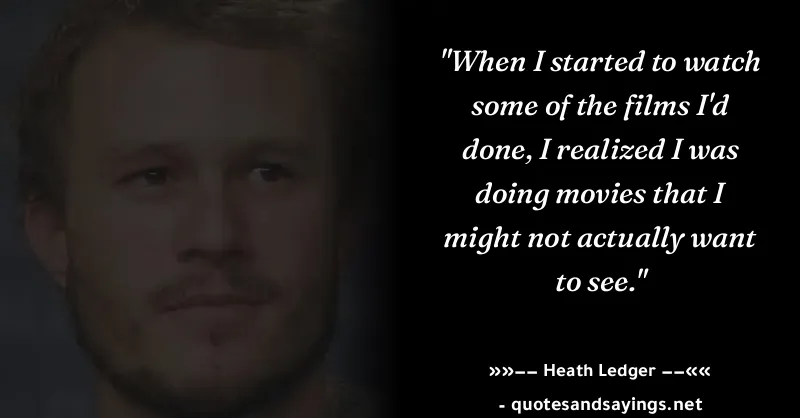 "When I started to watch
some of the films I'd
done, I realized I was
doing movies that I
might not actually want
to see."
»»–– Heath Ledger ––««
- quotesandsayings.net